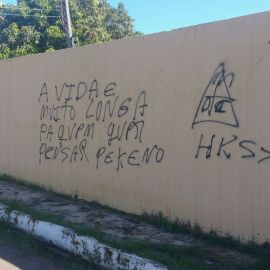 A VIDA E
MUITO LONGA
PA QUEM QUER
PENSAR PEKENO
HKS